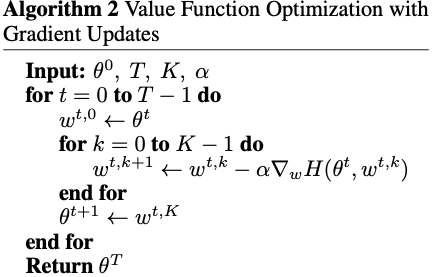 Algorithm 2 Value Function Optimization with
Gradient Updates
Input: θ^0, T, K, α
for t = 0 to T − 1 do
w^{t,0} ← θ^t
for k = 0 to K − 1 do
w^{t,k+1} ← w^{t,k} − α∇_w H(θ^t, w^{t,k})
end for
θ^{t+1} ← w^{t,K}
end for
Return θ^T